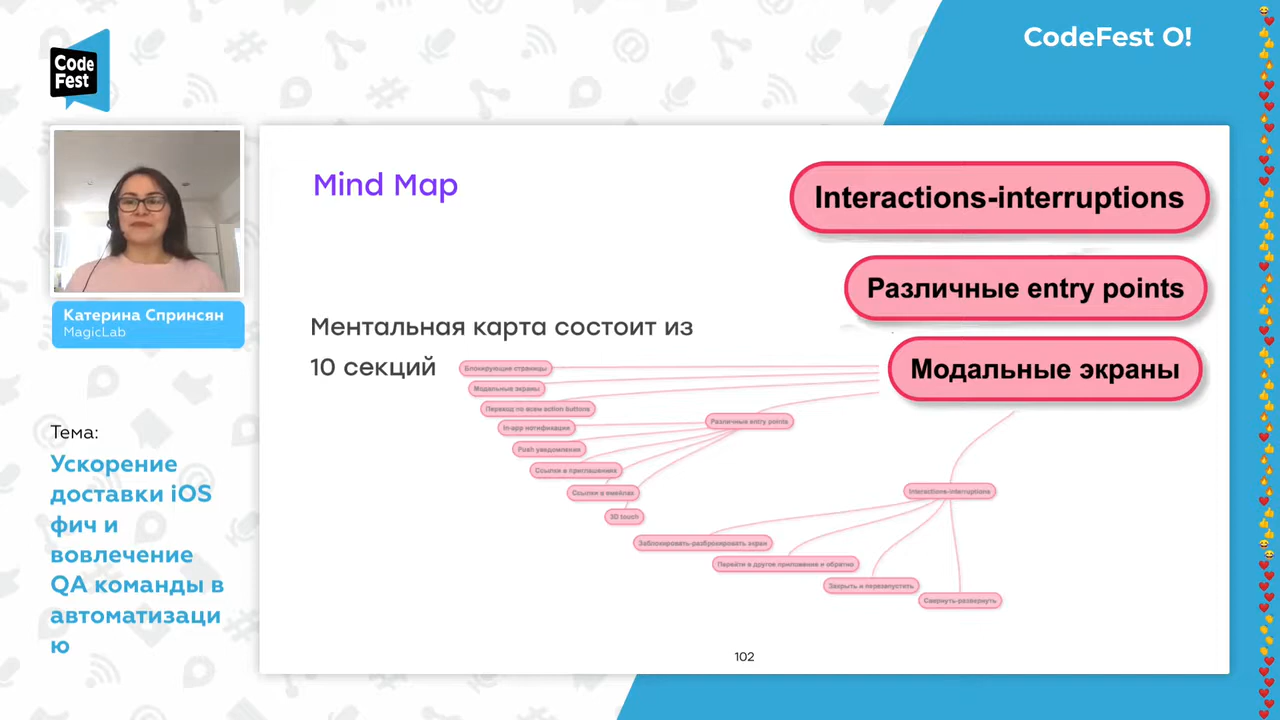 CodeFest O!
Code
Fest
Катерина Спринсян
MagicLab
Тема:
Ускорение
доставки iOS
фич и
вовлечение
QA команды в
автоматизаци
ю
Mind Map
Interactions-interruptions
Различные entry points
Модальные экраны
Ментальная карта состоит из
10 секций
Блокирующие страницы
Модальные экраны
Переход по всем action buttons
In-app нотификации
Различные entry points
Push уведомления
Ссылки в приглашениях
Ссылки в емейлах
3D touch
Interactions-interruptions
Заблокировать-разблокировать экран
Перейти в другое приложение и обратно
Закрыть и перезапустить
Свернуть-развернуть
102